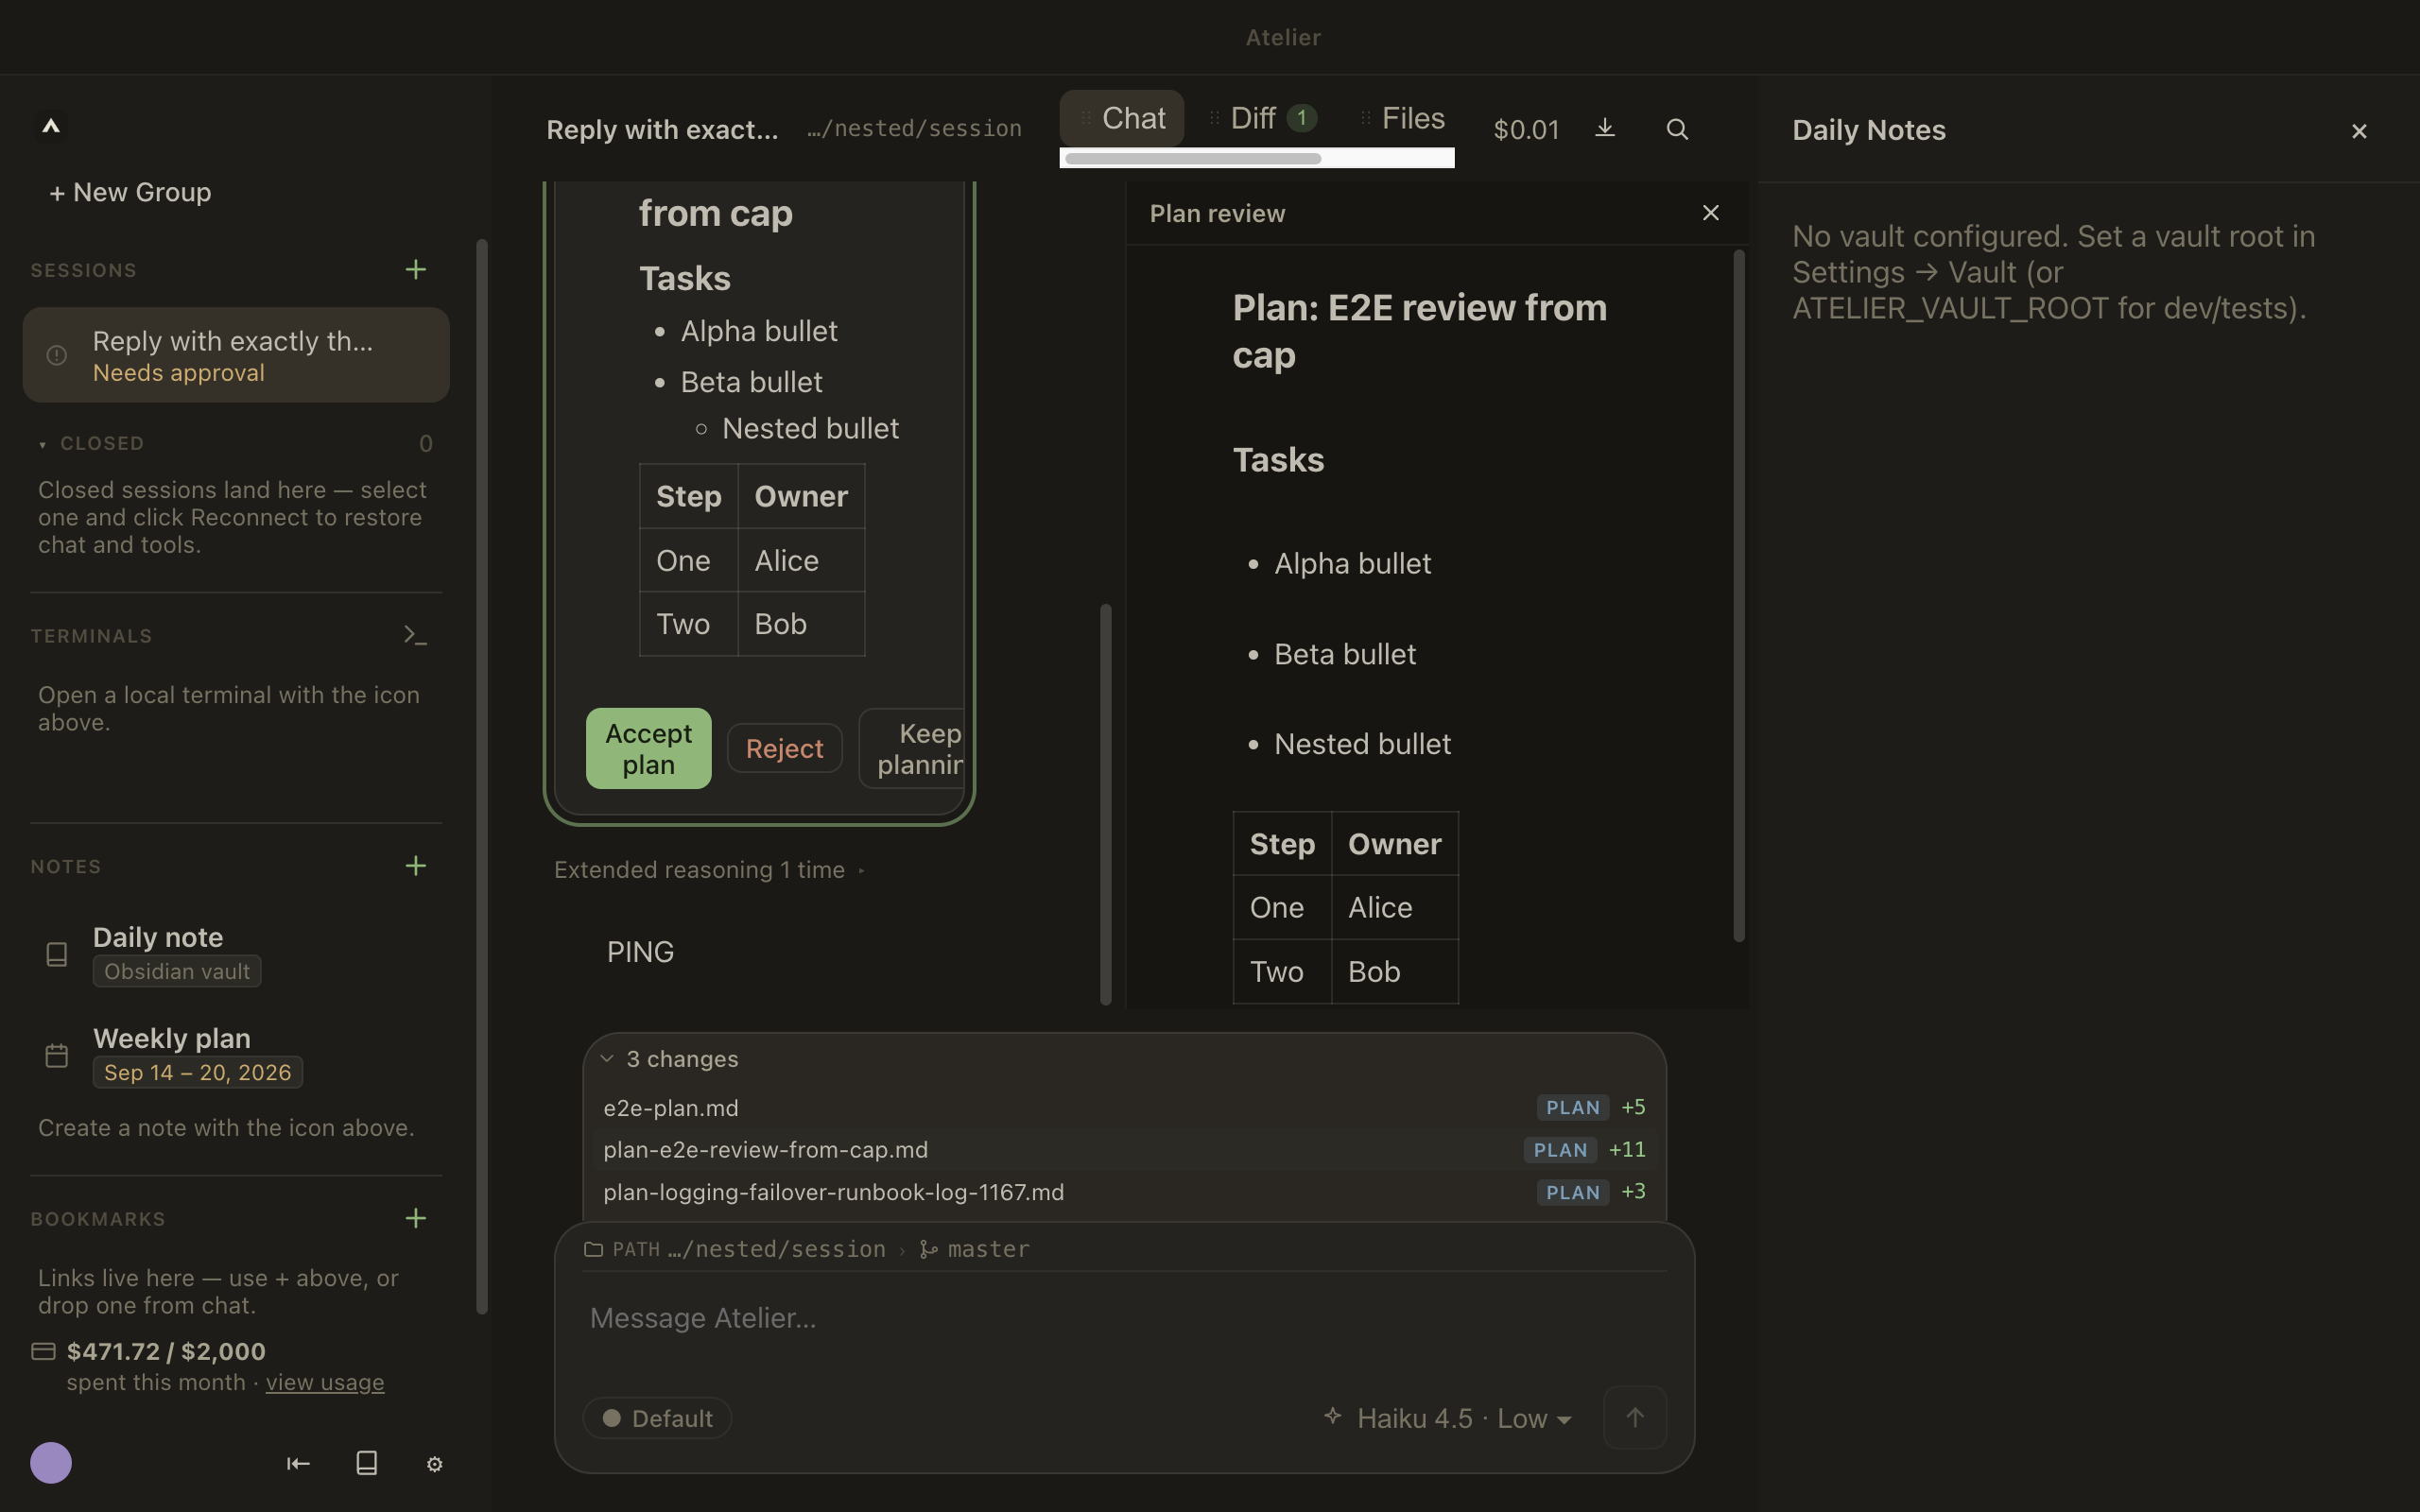 Atelier
+ New Group
SESSIONS
Reply with exactly th...
Needs approval
CLOSED 0
Closed sessions land here — select
one and click Reconnect to restore
chat and tools.
TERMINALS
Open a local terminal with the icon
above.
NOTES
Daily note
Obsidian vault
Weekly plan
Sep 14 – 20, 2026
Create a note with the icon above.
BOOKMARKS
Links live here — use + above, or
drop one from chat.
$471.72 / $2,000
spent this month · view usage
Reply with exact... …/nested/session
Chat Diff 1 Files
$0.01
from cap
Tasks
• Alpha bullet
• Beta bullet
○ Nested bullet
Step Owner
One Alice
Two Bob
Accept
plan
Reject
Keep
plannin
Extended reasoning 1 time
PING
Plan review
Plan: E2E review from
cap
Tasks
• Alpha bullet
• Beta bullet
• Nested bullet
Step Owner
One Alice
Two Bob
3 changes
e2e-plan.md PLAN +5
plan-e2e-review-from-cap.md PLAN +11
plan-logging-failover-runbook-log-1167.md PLAN +3
PATH …/nested/session › master
Message Atelier...
Default
Haiku 4.5 · Low
Daily Notes
No vault configured. Set a vault root in
Settings → Vault (or
ATELIER_VAULT_ROOT for dev/tests).